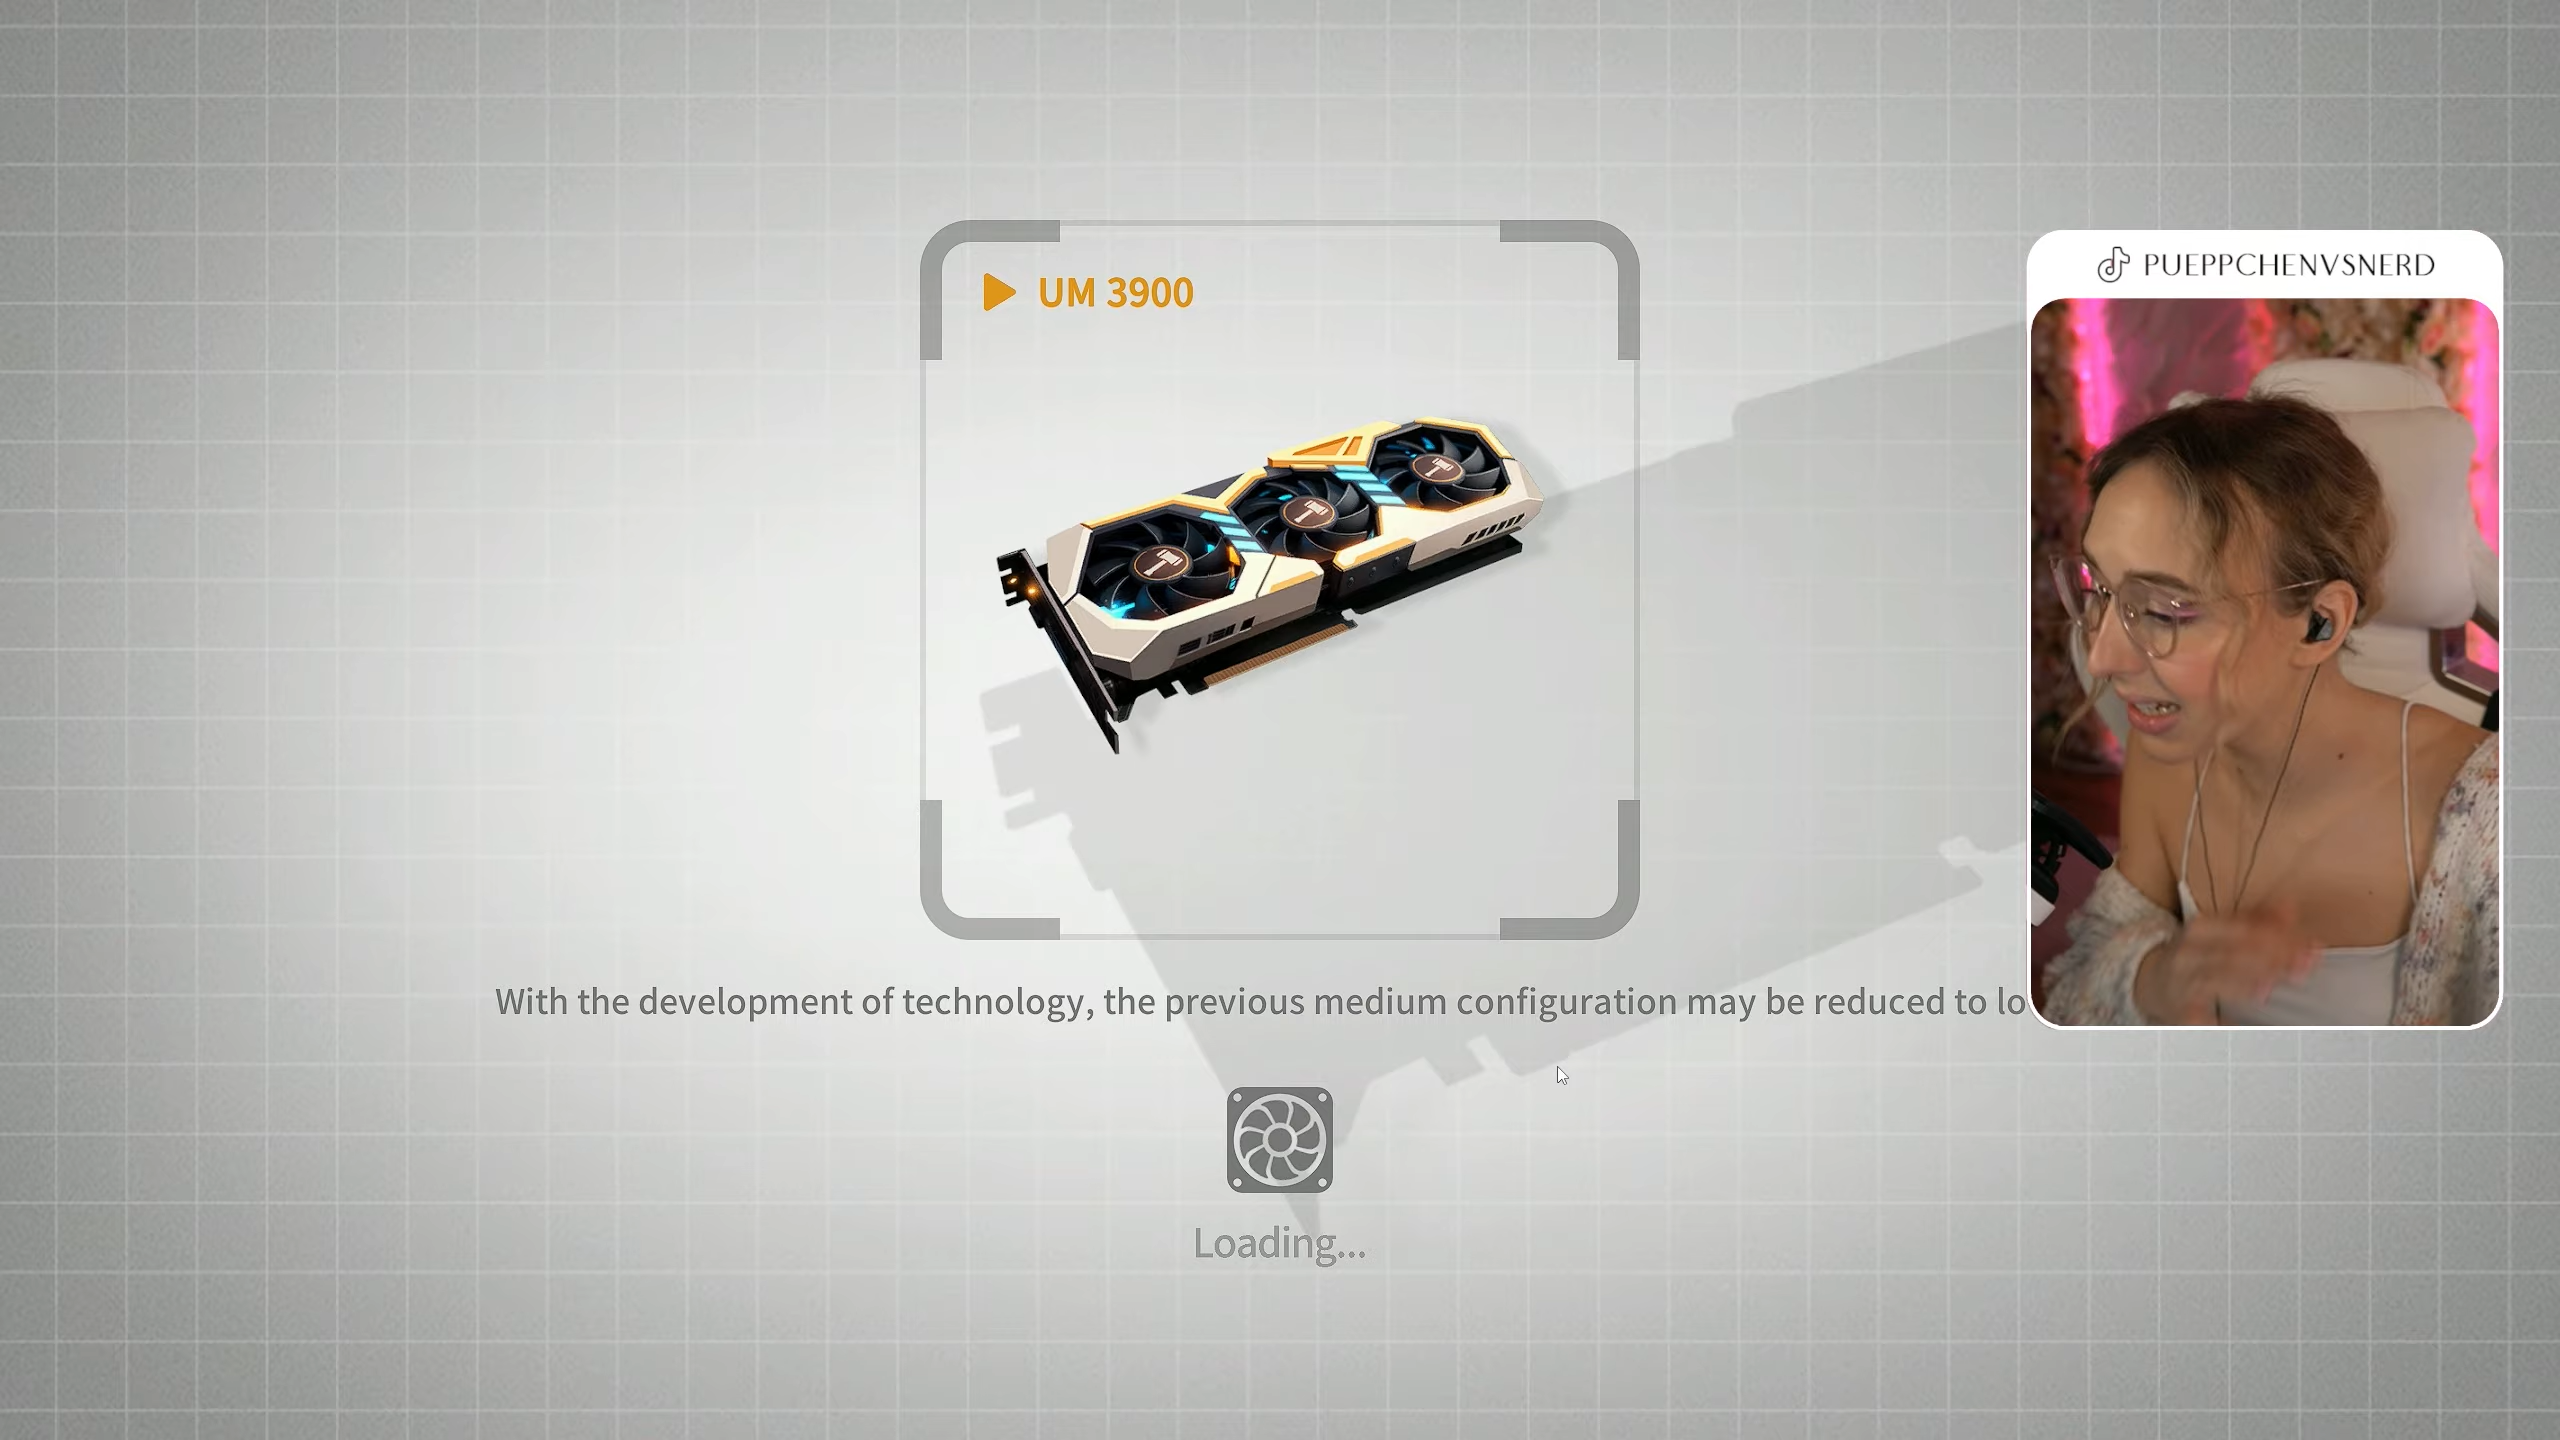 UM 3900
PUEPPCHENVSNERD
With the development of technology, the previous medium configuration may be reduced to lo
Loading...